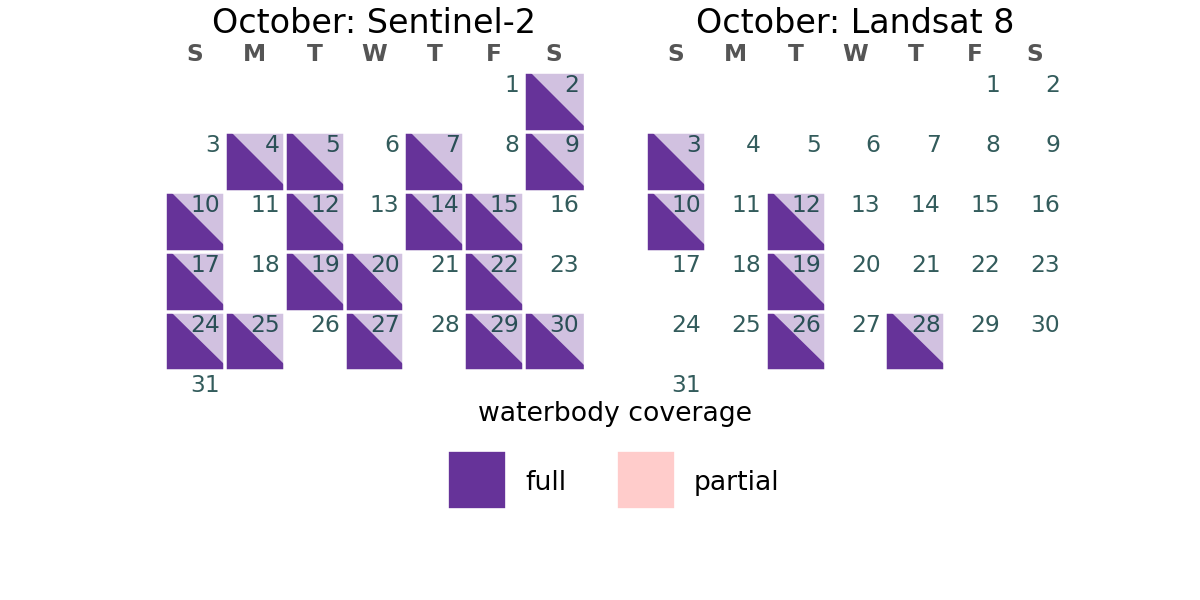 October: Sentinel-2
S M T W T F S
1 2
3 4 5 6 7 8 9
10 11 12 13 14 15 16
17 18 19 20 21 22 23
24 25 26 27 28 29 30
31
October: Landsat 8
S M T W T F S
1 2
3 4 5 6 7 8 9
10 11 12 13 14 15 16
17 18 19 20 21 22 23
24 25 26 27 28 29 30
31
waterbody coverage
full
partial